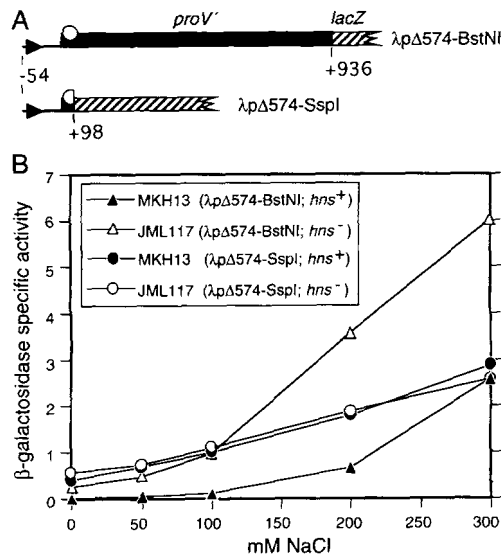 A
proV´ lacZ
λpΔ574-BstNI
-54 +936
λpΔ574-SspI
+98
B
7
6
5
4
3
2
1
0
β-galactosidase specific activity
MKH13 (λpΔ574-BstNI; hns+)
JML117 (λpΔ574-BstNI; hns-)
MKH13 (λpΔ574-SspI; hns+)
JML117 (λpΔ574-SspI; hns-)
0 50 100 200 300
mM NaCl